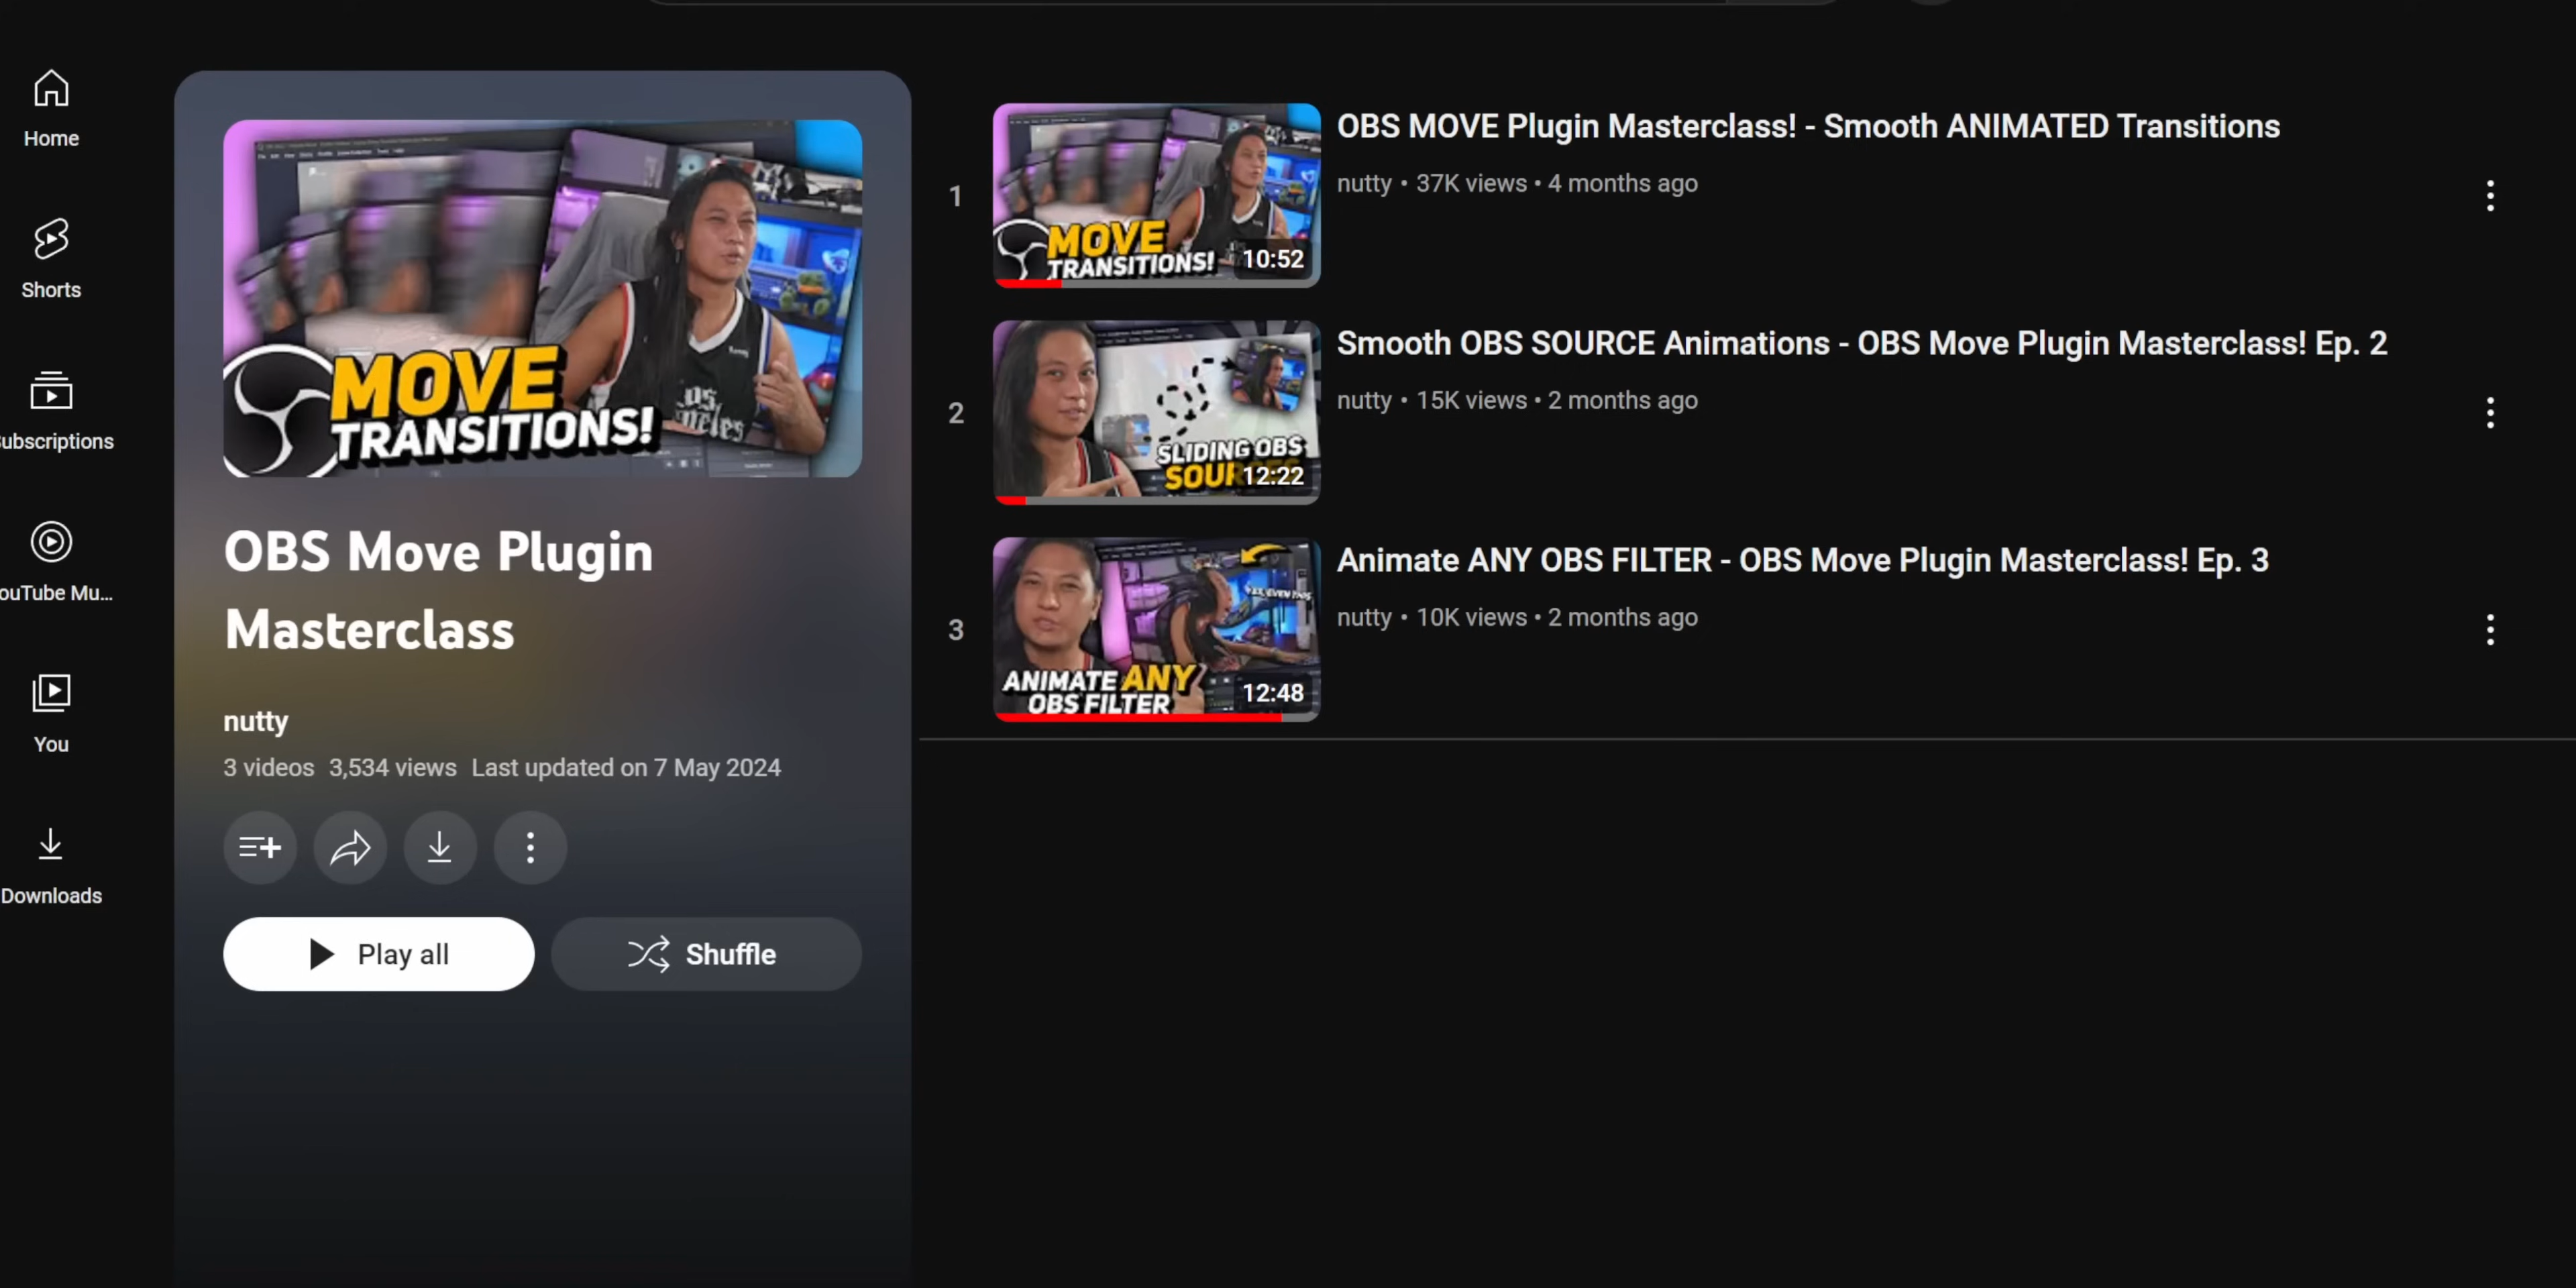 Home
Shorts
ubscriptions
ouTube Mu...
You
Downloads
MOVE
TRANSITIONS!
OBS Move Plugin
Masterclass
nutty
3 videos 3,534 views Last updated on 7 May 2024
Play all
Shuffle
1
MOVE
TRANSITIONS!
10:52
OBS MOVE Plugin Masterclass! - Smooth ANIMATED Transitions
nutty • 37K views • 4 months ago
2
SLIDING OBS
SOUR
12:22
Smooth OBS SOURCE Animations - OBS Move Plugin Masterclass! Ep. 2
nutty • 15K views • 2 months ago
3
ANIMATE ANY
OBS FILTER
12:48
Animate ANY OBS FILTER - OBS Move Plugin Masterclass! Ep. 3
nutty • 10K views • 2 months ago